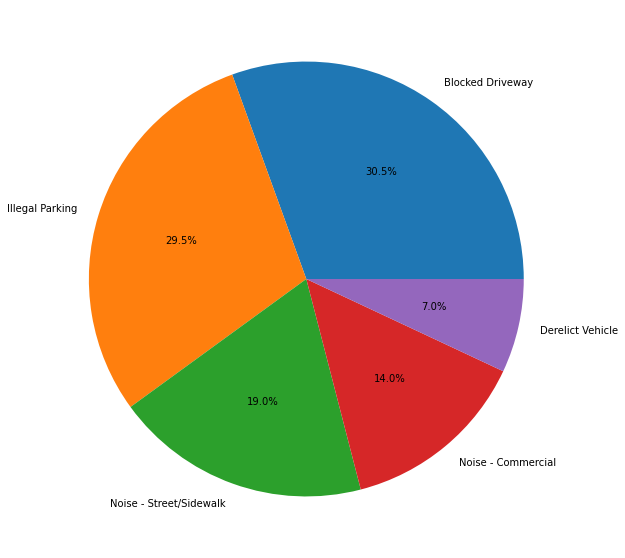 Blocked Driveway
30.5%
Illegal Parking
29.5%
7.0%
Derelict Vehicle
14.0%
19.0%
Noise - Commercial
Noise - Street/Sidewalk